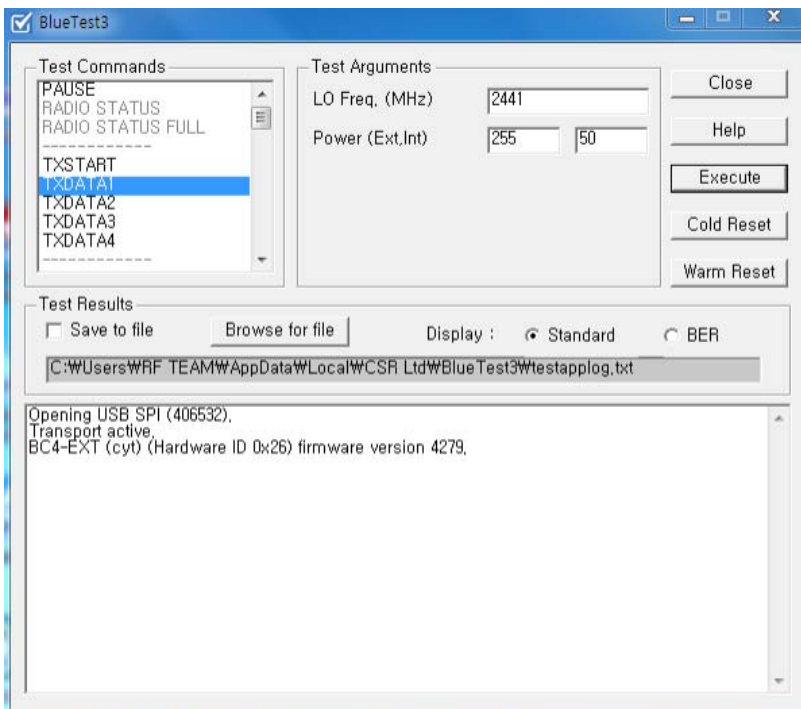 BlueTest3
Test Commands
PAUSE
RADIO STATUS
RADIO STATUS FULL
------------
TXSTART
TXDATA1
TXDATA2
TXDATA3
TXDATA4
------------
Test Arguments
LO Freq. (MHz) 2441
Power (Ext,Int) 255 50
Close
Help
Execute
Cold Reset
Warm Reset
Test Results
Save to file Browse for file Display : Standard BER
C:₩Users₩RF TEAM₩AppData₩Local₩CSR Ltd₩BlueTest3₩testapplog.txt
Opening USB SPI (406532),
Transport active,
BC4-EXT (cyt) (Hardware ID 0x26) firmware version 4279,